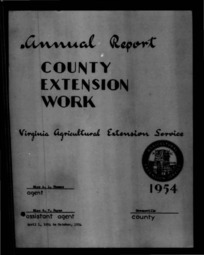 Annual Report
COUNTY
EXTENSION
WORK
Virginia Agricultural Extension Service
1954
agent
assistant agent
county